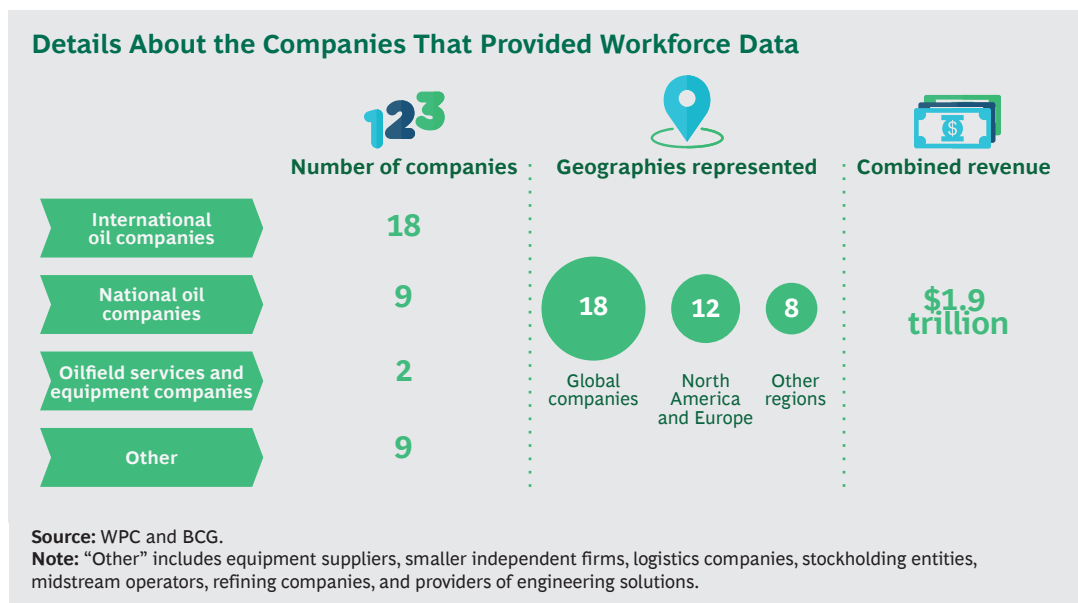 Details About the Companies That Provided Workforce Data
123
$
Number of companies
Geographies represented
Combined revenue
International
oil companies
18
National oil
companies
9
Oilfield services and
equipment companies
2
Other
9
18
12
8
Global
companies
North
America
and Europe
Other
regions
$1.9
trillion
Source: WPC and BCG.
Note: “Other” includes equipment suppliers, smaller independent firms, logistics companies, stockholding entities,
midstream operators, refining companies, and providers of engineering solutions.